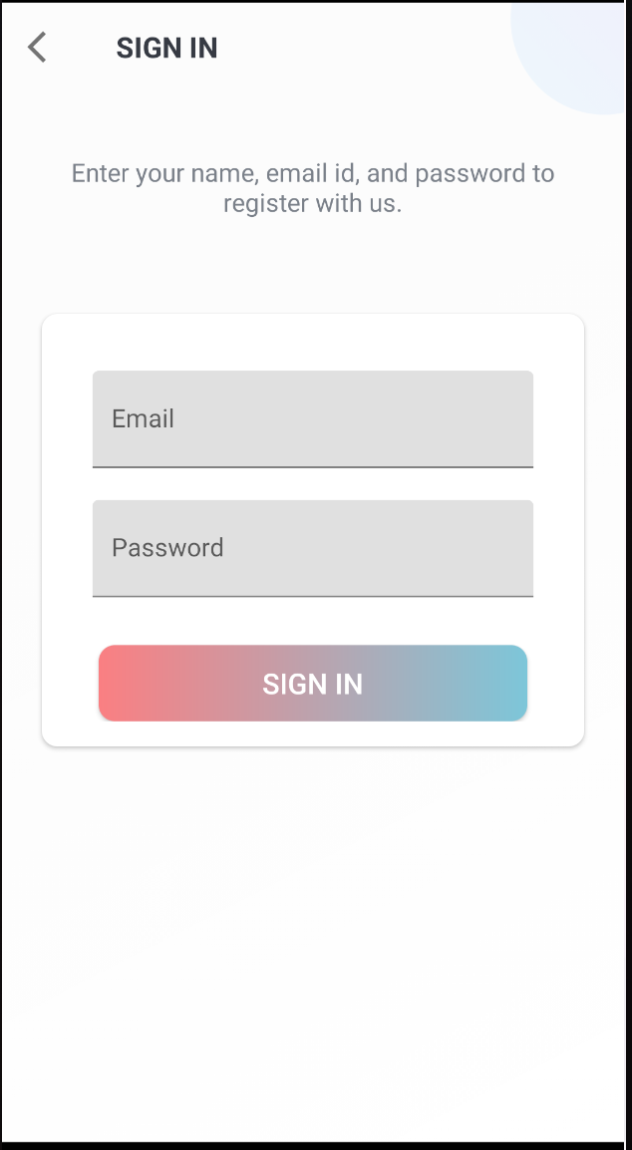 SIGN IN
Enter your name, email id, and password to
register with us.
Email
Password
SIGN IN